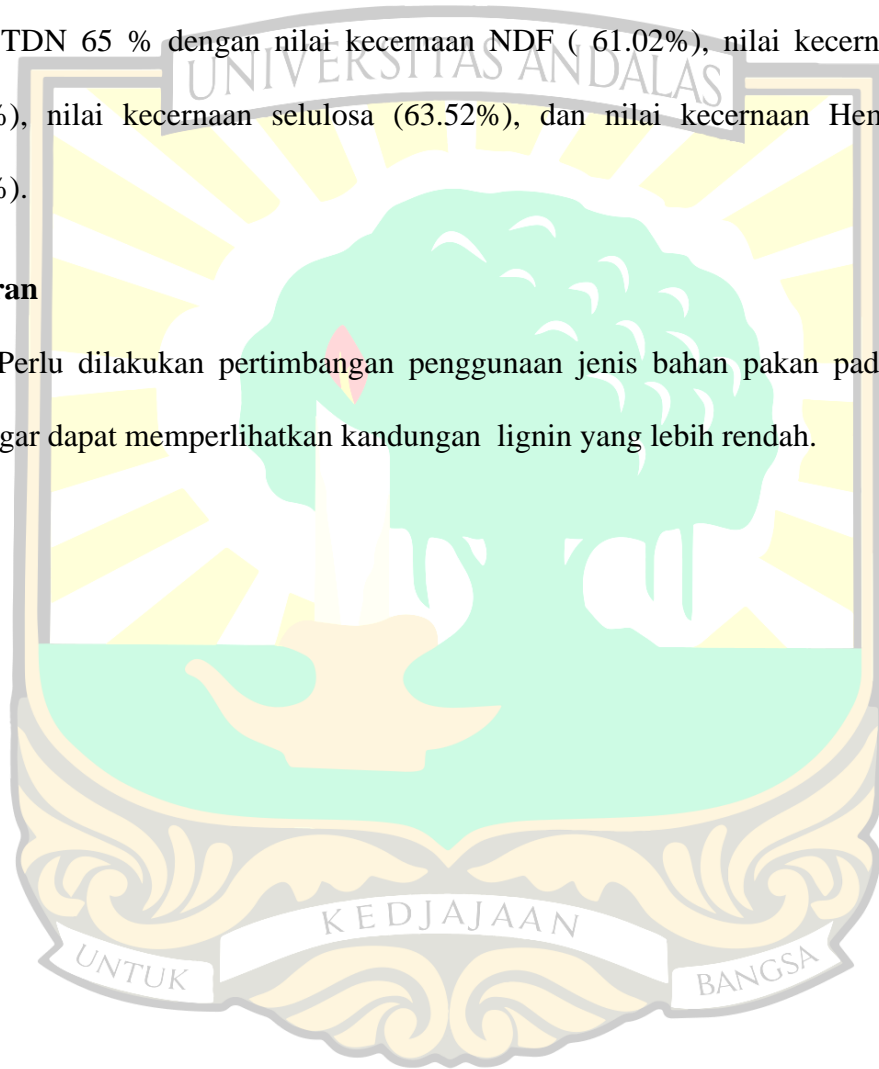 TDN 65 % dengan nilai kecernaan NDF ( 61.02%), nilai kecern
%), nilai kecernaan selulosa (63.52%), dan nilai kecernaan Hem
%).
ran
Perlu dilakukan pertimbangan penggunaan jenis bahan pakan pad
gar dapat memperlihatkan kandungan lignin yang lebih rendah.
UNIVERSITAS ANDALAS
UNTUK KEDJAJAAN BANGSA